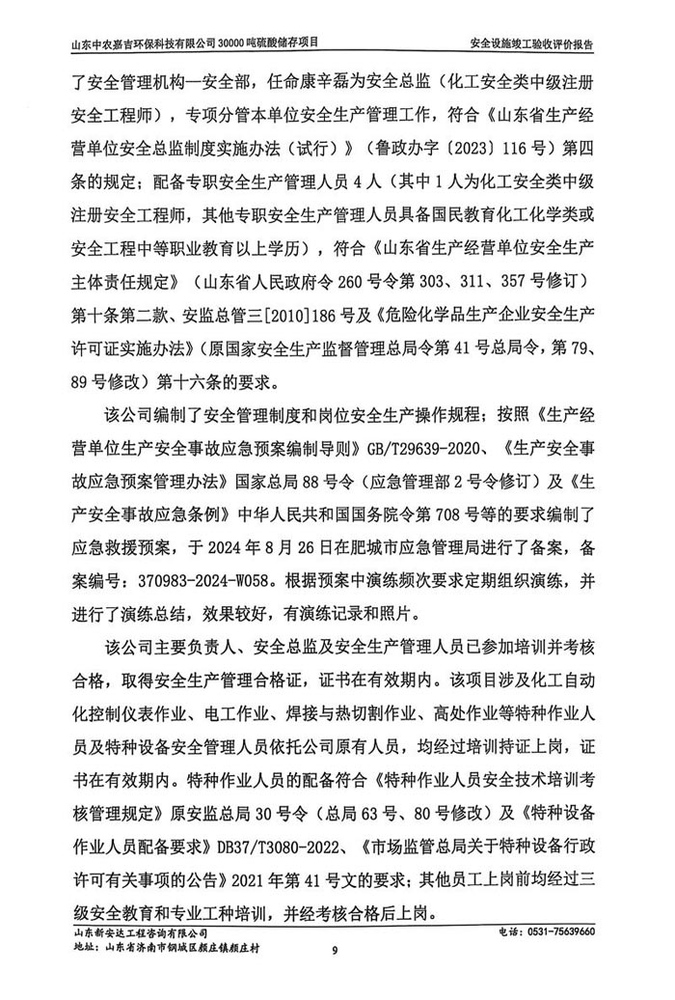 山东中农嘉吉环保科技有限公司 30000 吨硫酸储存项目 安全设施竣工验收评价报告
了安全管理机构—安全部，任命康辛磊为安全总监（化工安全类中级注册
安全工程师），专项分管本单位安全生产管理工作，符合《山东省生产经
营单位安全总监制度实施办法（试行）》（鲁政办字〔2023〕116 号）第四
条的规定；配备专职安全生产管理人员 4 人（其中 1 人为化工安全类中级
注册安全工程师，其他专职安全生产管理人员具备国民教育化工化学类或
安全工程中等职业教育以上学历），符合《山东省生产经营单位安全生产
主体责任规定》（山东省人民政府令 260 号令第 303、311、357 号修订）
第十条第二款、安监总管三[2010]186 号及《危险化学品生产企业安全生产
许可证实施办法》（原国家安全生产监督管理总局令第 41 号总局令，第 79、
89 号修改）第十六条的要求。
该公司编制了安全管理制度和岗位安全生产操作规程；按照《生产经
营单位生产安全事故应急预案编制导则》GB/T29639-2020、《生产安全事
故应急预案管理办法》国家总局 88 号令（应急管理部 2 号令修订）及《生
产安全事故应急条例》中华人民共和国国务院令第 708 号等的要求编制了
应急救援预案，于 2024 年 8 月 26 日在肥城市应急管理局进行了备案，备
案编号：370983-2024-W058。根据预案中演练频次要求定期组织演练，并
进行了演练总结，效果较好，有演练记录和照片。
该公司主要负责人、安全总监及安全生产管理人员已参加培训并考核
合格，取得安全生产管理合格证，证书在有效期内。该项目涉及化工自动
化控制仪表作业、电工作业、焊接与热切割作业、高处作业等特种作业人
员及特种设备安全管理人员依托公司原有人员，均经过培训持证上岗，证
书在有效期内。特种作业人员的配备符合《特种作业人员安全技术培训考
核管理规定》原安监总局 30 号令（总局 63 号、80 号修改）及《特种设备
作业人员配备要求》DB37/T3080-2022、《市场监管总局关于特种设备行政
许可有关事项的公告》2021 年第 41 号文的要求；其他员工上岗前均经过三
级安全教育和专业工种培训，并经考核合格后上岗。
山东新安达工程咨询有限公司 电话：0531-75639660
地址：山东省济南市钢城区颜庄镇颜庄村
9